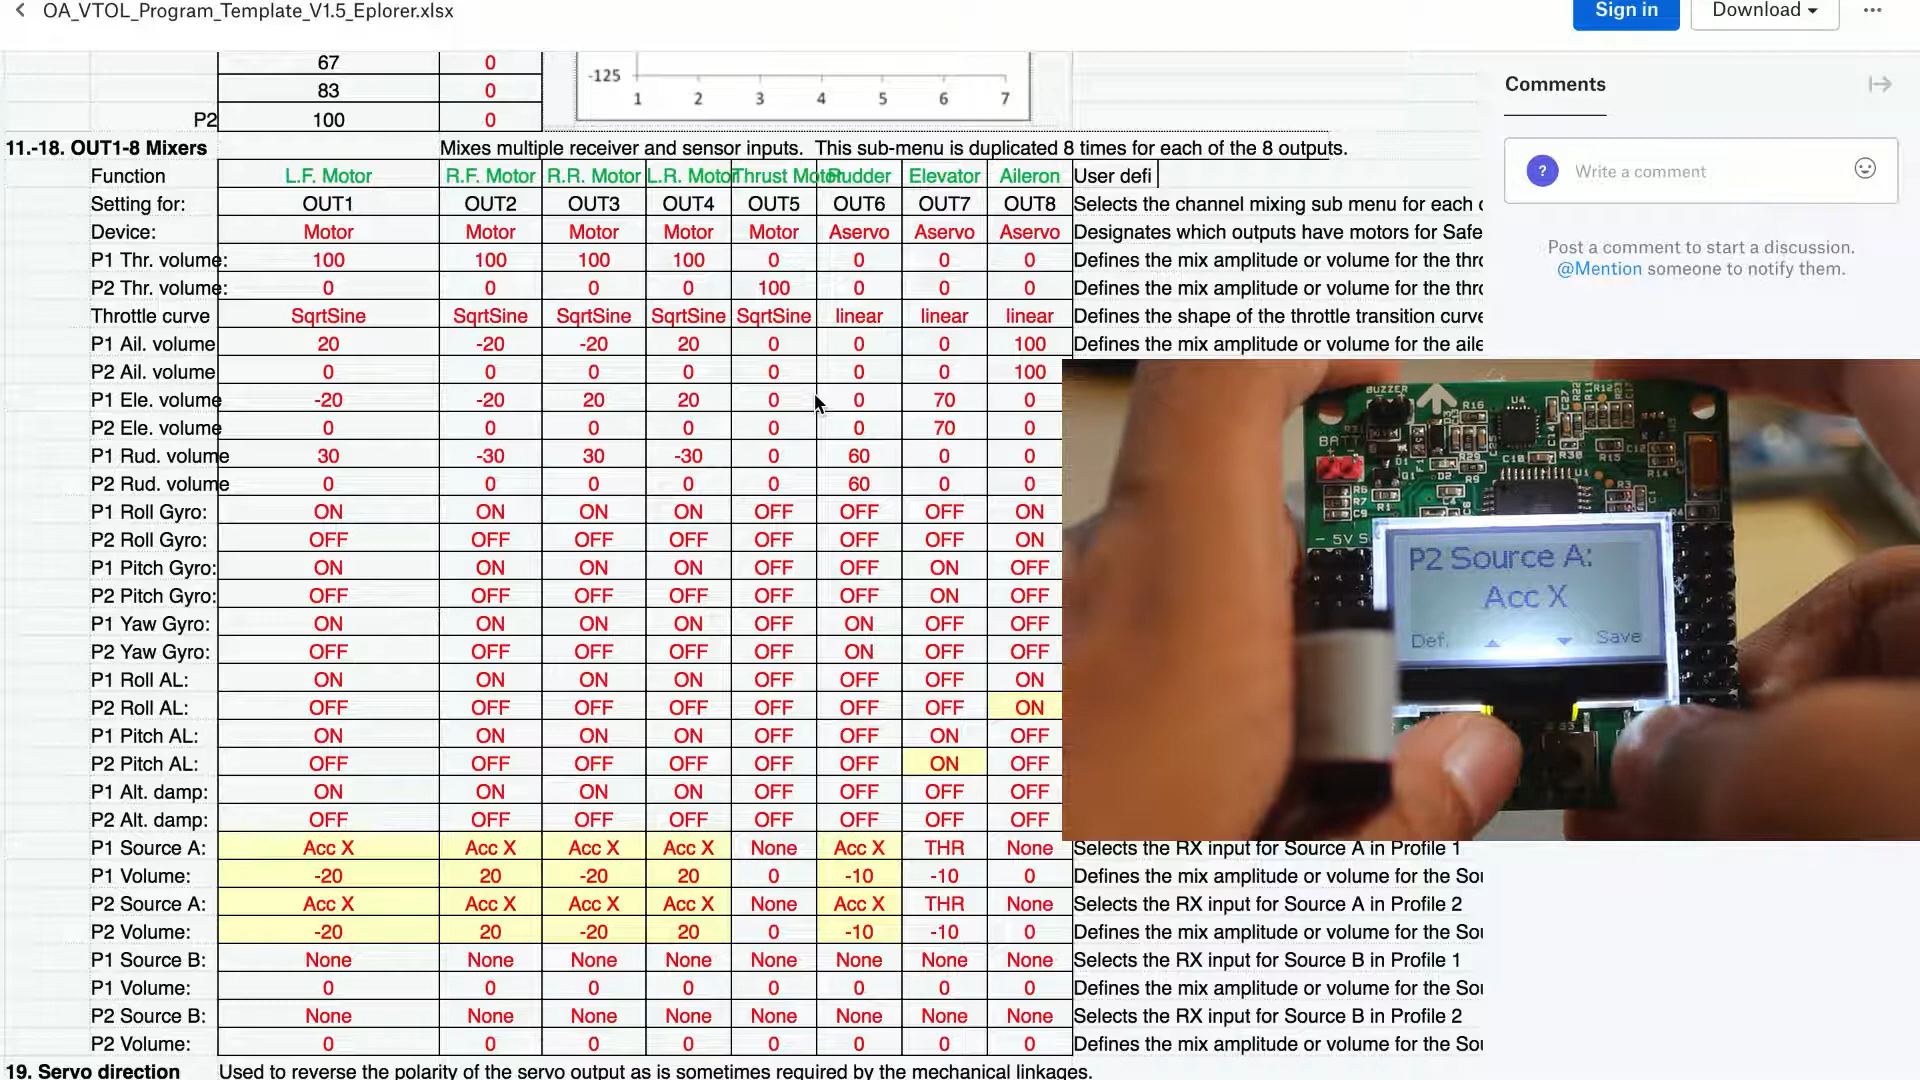 OA_VTOL_Program_Template_V1.5_Eplorer.xlsx
Sign in
Download
Comments
Write a comment
Post a comment to start a discussion.
@Mention someone to notify them.
67 0
83 0
P2 100 0
-125
1 2 3 4 5 6 7
11.-18. OUT1-8 Mixers Mixes multiple receiver and sensor inputs. This sub-menu is duplicated 8 times for each of the 8 outputs.
Function L.F. Motor R.F. Motor R.R. Motor L.R. Motor Thrust Motor Rudder Elevator Aileron User defi
Setting for: OUT1 OUT2 OUT3 OUT4 OUT5 OUT6 OUT7 OUT8 Selects the channel mixing sub menu for each
Device: Motor Motor Motor Motor Motor Aservo Aservo Aservo Designates which outputs have motors for Safe
P1 Thr. volume: 100 100 100 100 0 0 0 0 Defines the mix amplitude or volume for the thr
P2 Thr. volume: 0 0 0 0 100 0 0 0 Defines the mix amplitude or volume for the thr
Throttle curve SqrtSine SqrtSine SqrtSine SqrtSine SqrtSine linear linear linear Defines the shape of the throttle transition curve
P1 Ail. volume 20 -20 -20 20 0 0 0 100 Defines the mix amplitude or volume for the aile
P2 Ail. volume 0 0 0 0 0 0 0 100
P1 Ele. volume -20 -20 20 20 0 0 70 0
P2 Ele. volume 0 0 0 0 0 0 70 0
P1 Rud. volume 30 -30 30 -30 0 60 0 0
P2 Rud. volume 0 0 0 0 0 60 0 0
P1 Roll Gyro: ON ON ON ON OFF OFF OFF ON
P2 Roll Gyro: OFF OFF OFF OFF OFF OFF OFF ON
P1 Pitch Gyro: ON ON ON ON OFF OFF ON OFF
P2 Pitch Gyro: OFF OFF OFF OFF OFF OFF ON OFF
P1 Yaw Gyro: ON ON ON ON OFF ON OFF OFF
P2 Yaw Gyro: OFF OFF OFF OFF OFF ON OFF OFF
P1 Roll AL: ON ON ON ON OFF OFF OFF ON
P2 Roll AL: OFF OFF OFF OFF OFF OFF OFF ON
P1 Pitch AL: ON ON ON ON OFF OFF ON OFF
P2 Pitch AL: OFF OFF OFF OFF OFF OFF ON OFF
P1 Alt. damp: ON ON ON ON OFF OFF OFF OFF
P2 Alt. damp: OFF OFF OFF OFF OFF OFF OFF OFF
P1 Source A: Acc X Acc X Acc X Acc X None Acc X THR None Selects the RX input for Source A in Profile 1
P1 Volume: -20 20 -20 20 0 -10 -10 0 Defines the mix amplitude or volume for the Sou
P2 Source A: Acc X Acc X Acc X Acc X None Acc X THR None Selects the RX input for Source A in Profile 2
P2 Volume: -20 20 -20 20 0 -10 -10 0 Defines the mix amplitude or volume for the Sou
P1 Source B: None None None None None None None None Selects the RX input for Source B in Profile 1
P1 Volume: 0 0 0 0 0 0 0 0 Defines the mix amplitude or volume for the Sou
P2 Source B: None None None None None None None None Selects the RX input for Source B in Profile 2
P2 Volume: 0 0 0 0 0 0 0 0 Defines the mix amplitude or volume for the Sou
19. Servo direction Used to reverse the polarity of the servo output as is sometimes required by the mechanical linkages.
BUZZER
BATT
R16
U4
- 5V S
P2 Source A:
Acc X
Def. Save